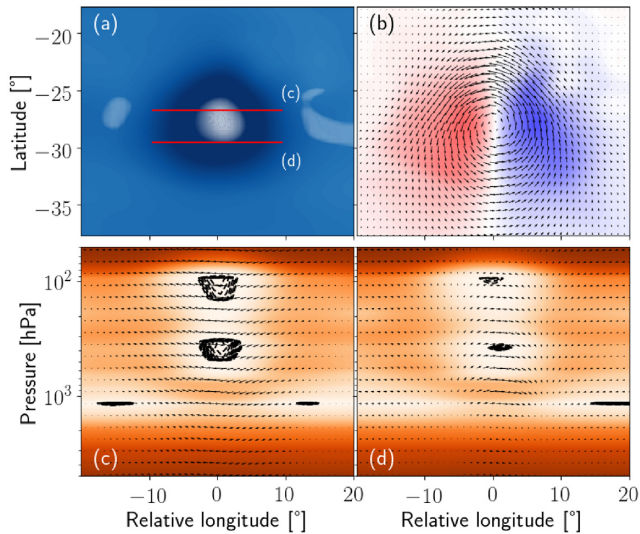 (a)
(b)
Latitude [°]
−20
−25
−30
−35
(c)
(d)
Pressure [hPa]
10²
10³
(c)
(d)
−10
0
10
20
−10
0
10
20
Relative longitude [°]
Relative longitude [°]